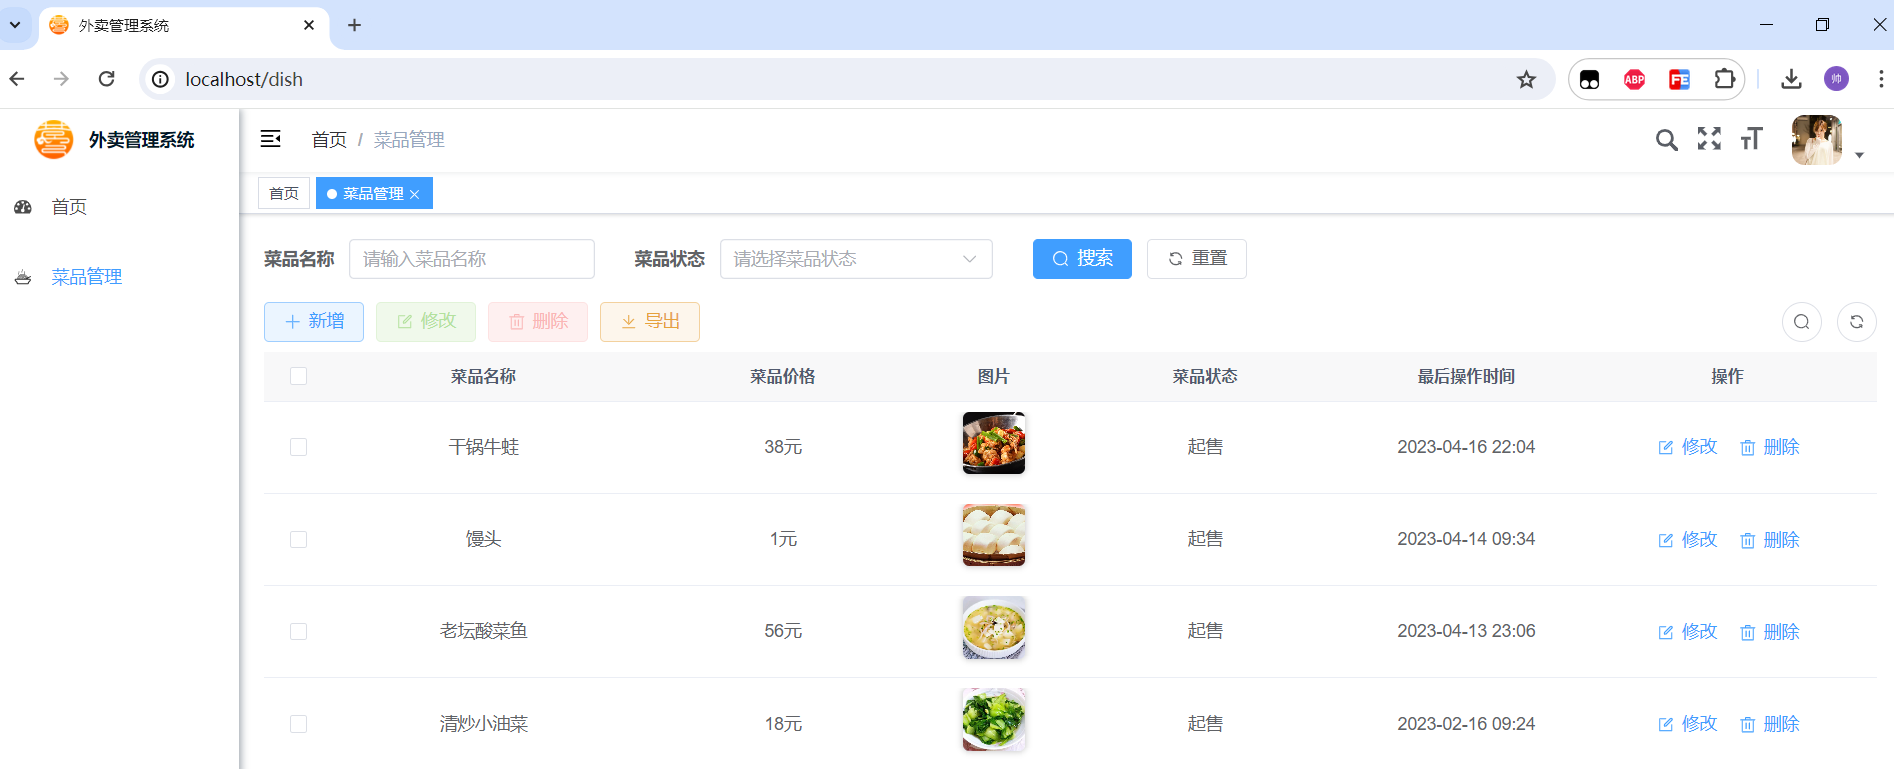 外卖管理系统
localhost/dish
ABP
FE
帅
外卖管理系统
首页 / 菜品管理
首页
菜品管理
首页
菜品管理
菜品名称 请输入菜品名称 菜品状态 请选择菜品状态 搜索 重置
新增 修改 删除 导出
菜品名称 菜品价格 图片 菜品状态 最后操作时间 操作
干锅牛蛙 38元 起售 2023-04-16 22:04 修改 删除
馒头 1元 起售 2023-04-14 09:34 修改 删除
老坛酸菜鱼 56元 起售 2023-04-13 23:06 修改 删除
清炒小油菜 18元 起售 2023-02-16 09:24 修改 删除